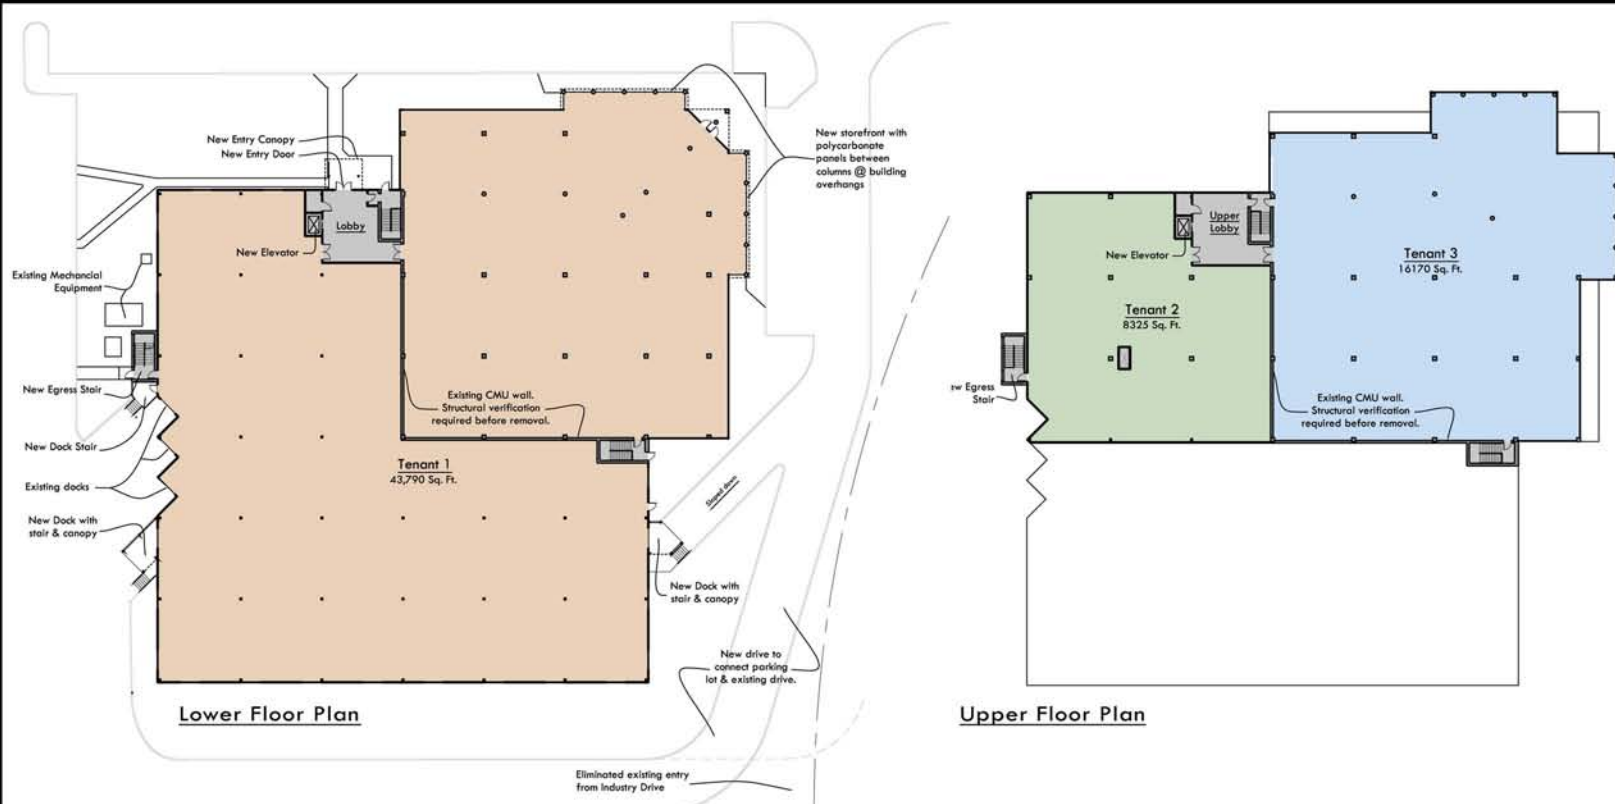 New Entry Canopy
New Entry Door
New storefront with
polycarbonate
panels between
columns @ building
overhangs
Lobby
New Elevator
Existing Mechancial
Equipment
New Egress Stair
Existing CMU wall.
Structural verification
required before removal.
New Dock Stair
Tenant 1
43,790 Sq. Ft.
Existing docks
Sloped down
New Dock with
stair & canopy
New Dock with
stair & canopy
New drive to
connect parking
lot & existing drive.
Lower Floor Plan
Eliminated existing entry
from Industry Drive
Upper
Lobby
New Elevator
Tenant 3
16170 Sq. Ft.
Tenant 2
8325 Sq. Ft.
Egress
Stair
Existing CMU wall.
Structural verification
required before removal.
Upper Floor Plan